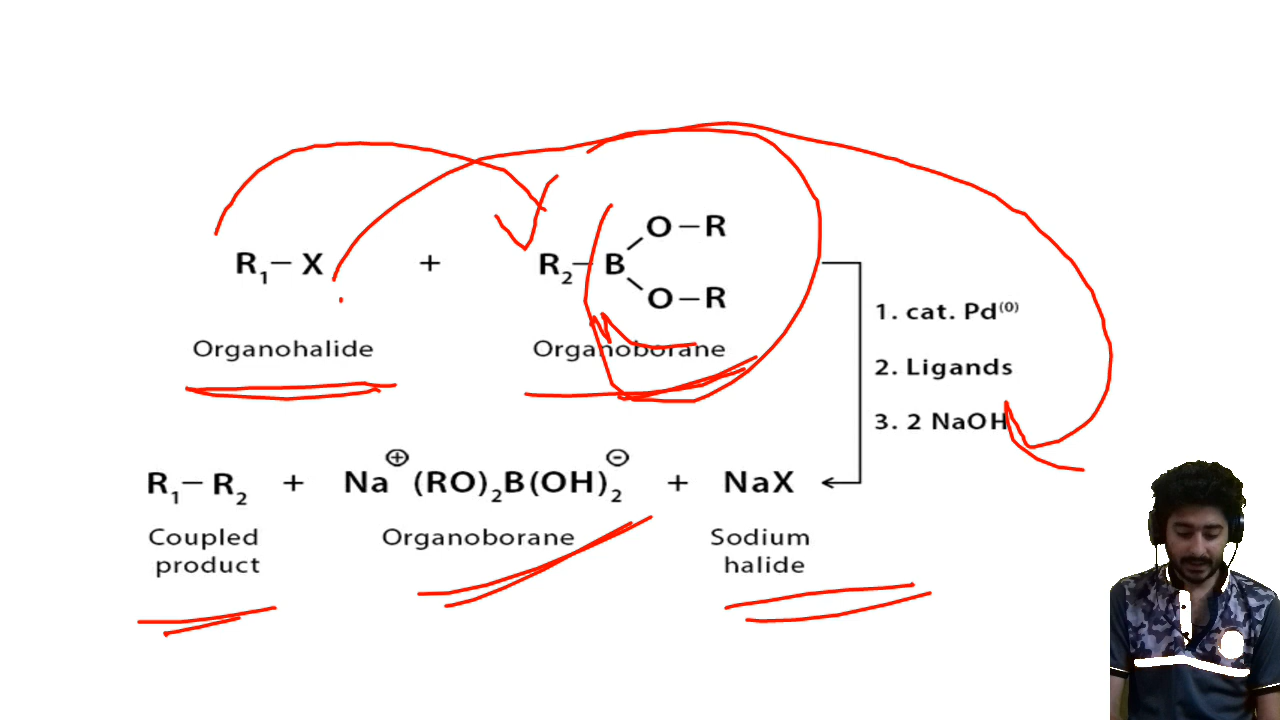 O–R
R₁–X + R₂–B
O–R
Organohalide Organoborane
1. cat. Pd⁽⁰⁾
2. Ligands
3. 2 NaOH
R₁–R₂ + Na⊕ (RO)₂B(OH)₂⊖ + NaX
Coupled product Organoborane Sodium halide